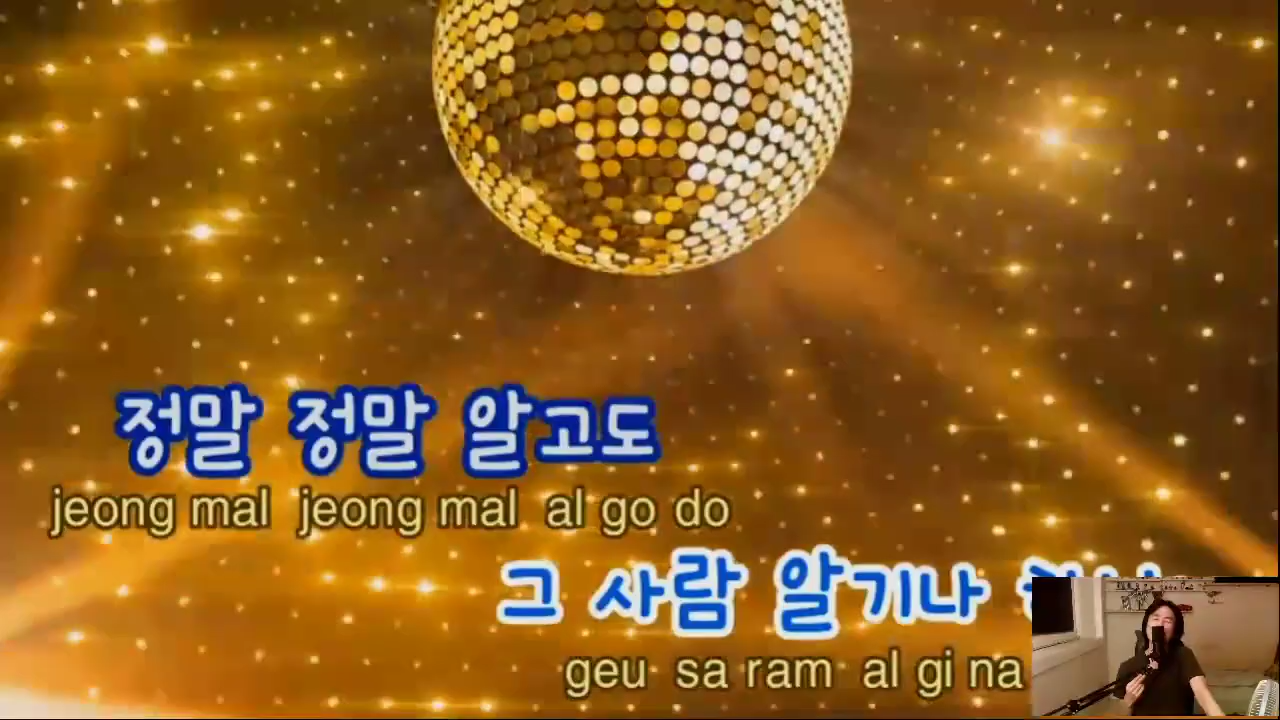 정말 정말 알고도
jeong mal jeong mal al go do
그 사람 알기나
geu sa ram al gi na